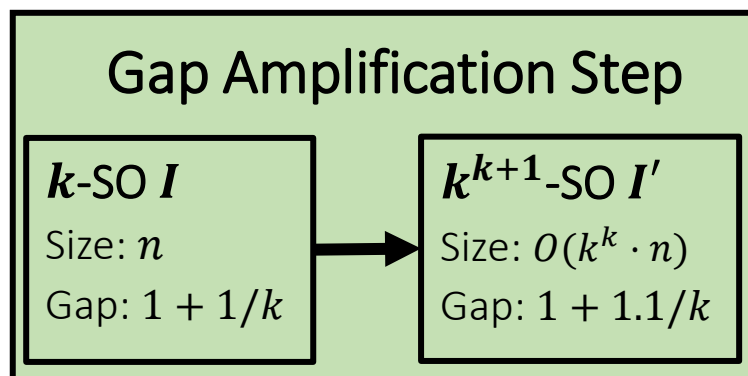 Gap Amplification Step
k-SO I
Size: n
Gap: 1 + 1/k
k^{k+1}-SO I′
Size: O(k^k · n)
Gap: 1 + 1.1/k